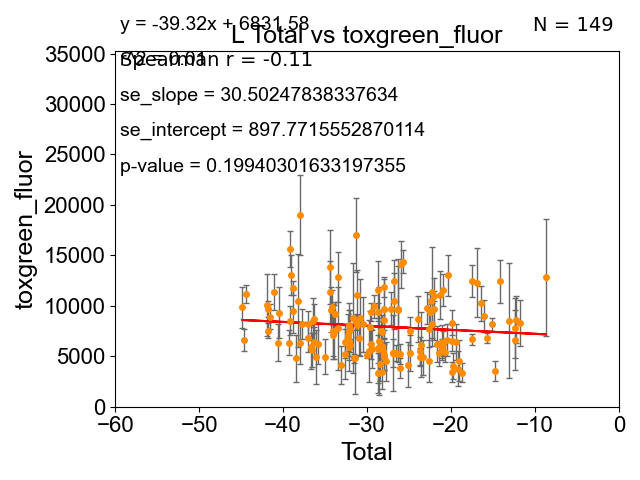 y = -39.32x + 6831.58
N = 149
L Total vs toxgreen_fluor
r^2 = 0.01
Spearman r = -0.11
se_slope = 30.50247838337634
se_intercept = 897.7715552870114
p-value = 0.19940301633197355
35000
30000
25000
20000
15000
10000
5000
0
toxgreen_fluor
−60
−50
−40
−30
−20
−10
0
Total